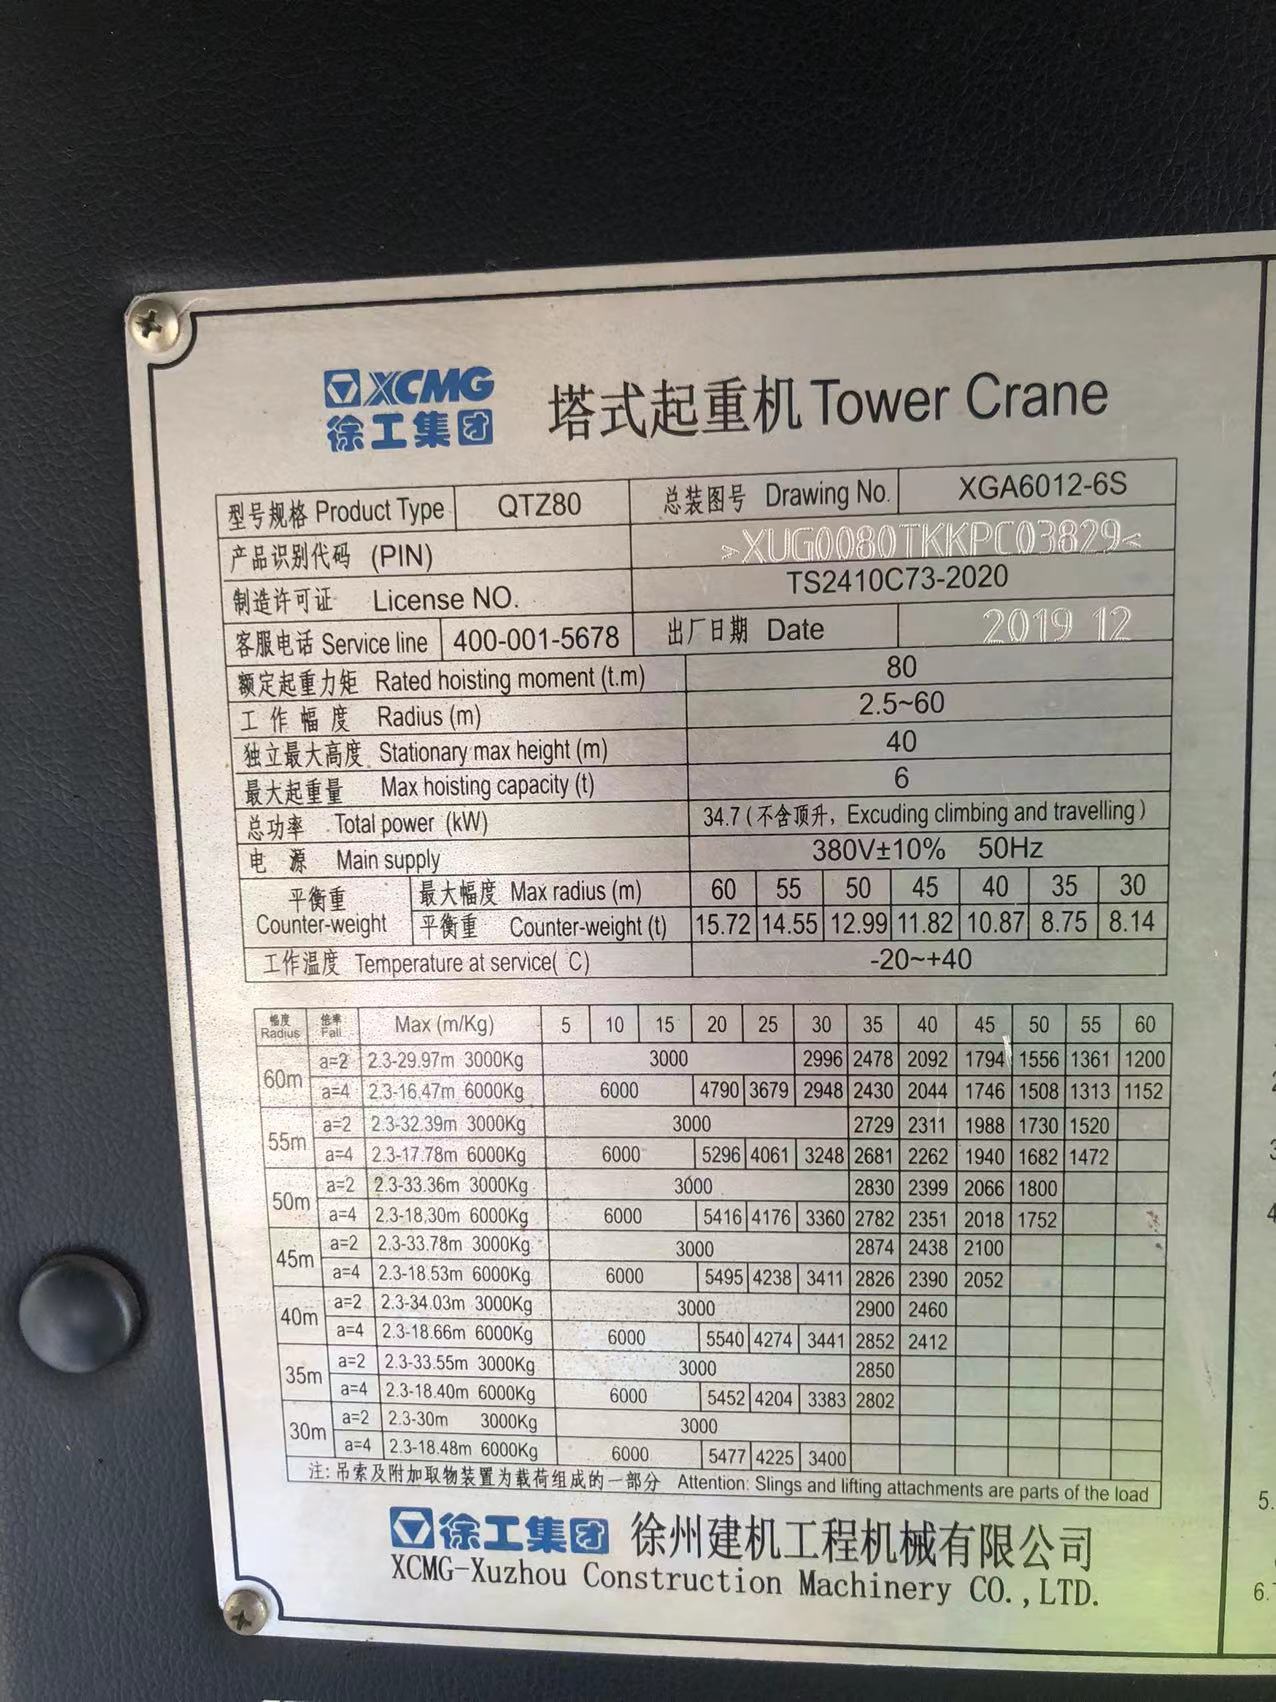 XCMG
徐工集团
塔式起重机 Tower Crane
型号规格 Product Type QTZ80 总装图号 Drawing No. XGA6012-6S
产品识别代码 (PIN) >XUG0080TKKPC03829<
制造许可证 License NO. TS2410C73-2020
客服电话 Service line 400-001-5678 出厂日期 Date 2019 12
额定起重力矩 Rated hoisting moment (t.m) 80
工作幅度 Radius (m) 2.5~60
独立最大高度 Stationary max height (m) 40
最大起重量 Max hoisting capacity (t) 6
总功率 Total power (kW) 34.7 (不含顶升, Excuding climbing and travelling)
电源 Main supply 380V±10% 50Hz
平衡重 Counter-weight 最大幅度 Max radius (m) 60 55 50 45 40 35 30
平衡重 Counter-weight (t) 15.72 14.55 12.99 11.82 10.87 8.75 8.14
工作温度 Temperature at service( ℃) -20~+40
幅度 Radius 倍率 Fall Max (m/Kg) 5 10 15 20 25 30 35 40 45 50 55 60
60m a=2 2.3-29.97m 3000Kg 3000 2996 2478 2092 1794 1556 1361 1200
a=4 2.3-16.47m 6000Kg 6000 4790 3679 2948 2430 2044 1746 1508 1313 1152
55m a=2 2.3-32.39m 3000Kg 3000 2729 2311 1988 1730 1520
a=4 2.3-17.78m 6000Kg 6000 5296 4061 3248 2681 2262 1940 1682 1472
50m a=2 2.3-33.36m 3000Kg 3000 2830 2399 2066 1800
a=4 2.3-18,30m 6000Kg 6000 5416 4176 3360 2782 2351 2018 1752
45m a=2 2.3-33.78m 3000Kg 3000 2874 2438 2100
a=4 2.3-18.53m 6000Kg 6000 5495 4238 3411 2826 2390 2052
40m a=2 2.3-34.03m 3000Kg 3000 2900 2460
a=4 2.3-18.66m 6000Kg 6000 5540 4274 3441 2852 2412
35m a=2 2.3-33.55m 3000Kg 3000 2850
a=4 2.3-18.40m 6000Kg 6000 5452 4204 3383 2802
30m a=2 2.3-30m 3000Kg 3000
a=4 2.3-18.48m 6000Kg 6000 5477 4225 3400
注: 吊索及附加取物装置为载荷组成的一部分 Attention: Slings and lifting attachments are parts of the load
徐工集团 徐州建机工程机械有限公司
XCMG-Xuzhou Construction Machinery CO.,LTD.
5.
6.